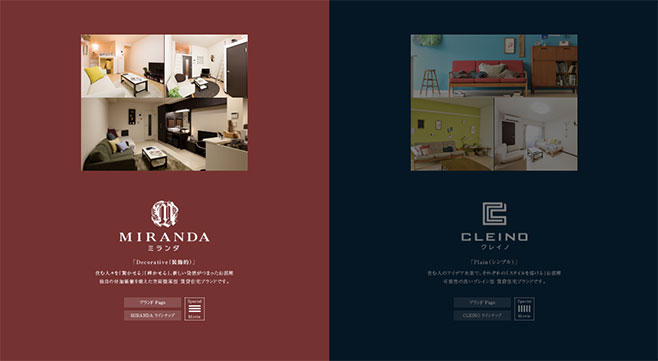 MIRANDA
ミランダ
「Decorative(装飾的)」
住む人々を「驚かせる」「輝かせる」、新しい発想がつまったお部屋
独自の付加価値を備えた空間提案型 賃貸住宅ブランドです。
ブランド Page
MIRANDA ラインナップ
Special
Movie
CLEINO
クレイノ
「Plain(シンプル)」
住む人のアイデア次第で、それぞれの「スタイルを描ける」お部屋
可能性の高いプレイン型 賃貸住宅ブランドです。
ブランド Page
CLEINO ラインナップ
Special
Movie